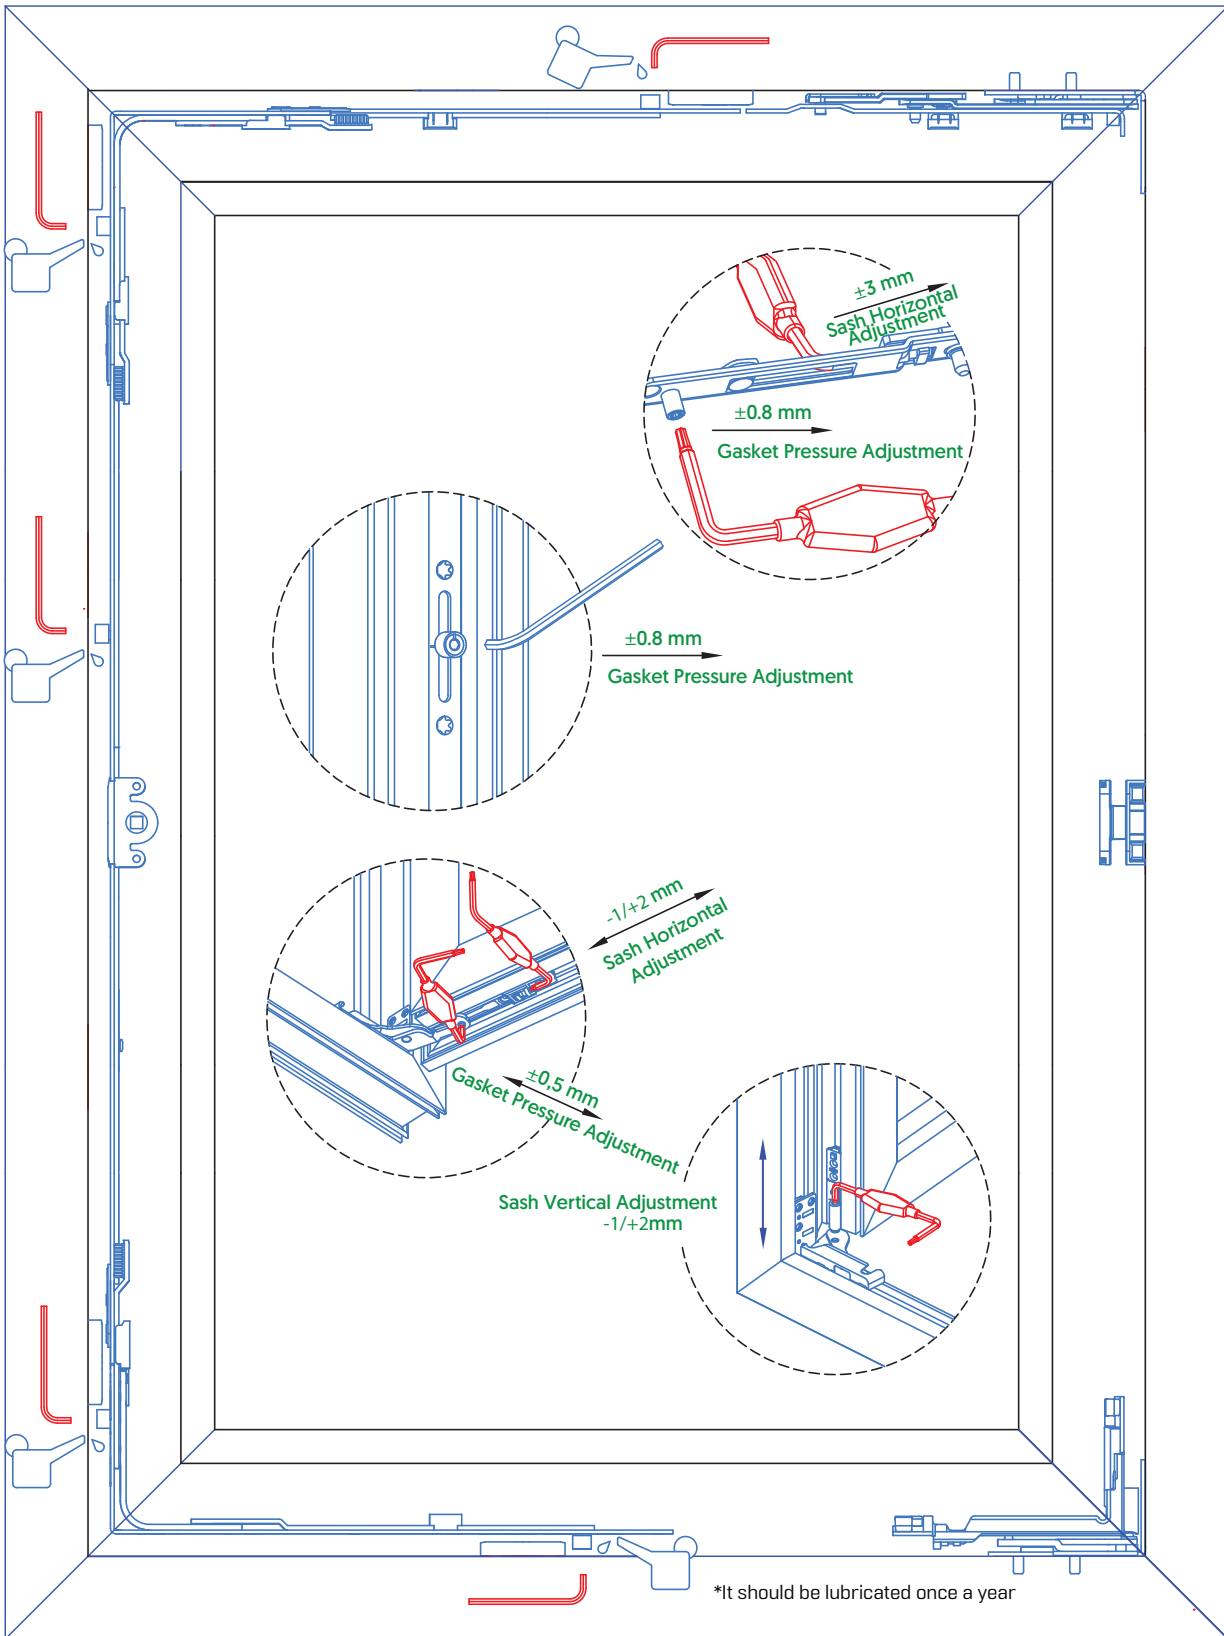 ±3 mm
Sash Horizontal
Adjustment
±0.8 mm
Gasket Pressure Adjustment
±0.8 mm
Gasket Pressure Adjustment
-1/+2 mm
Sash Horizontal
Adjustment
±0,5 mm
Gasket Pressure Adjustment
Sash Vertical Adjustment
-1/+2mm
*It should be lubricated once a year